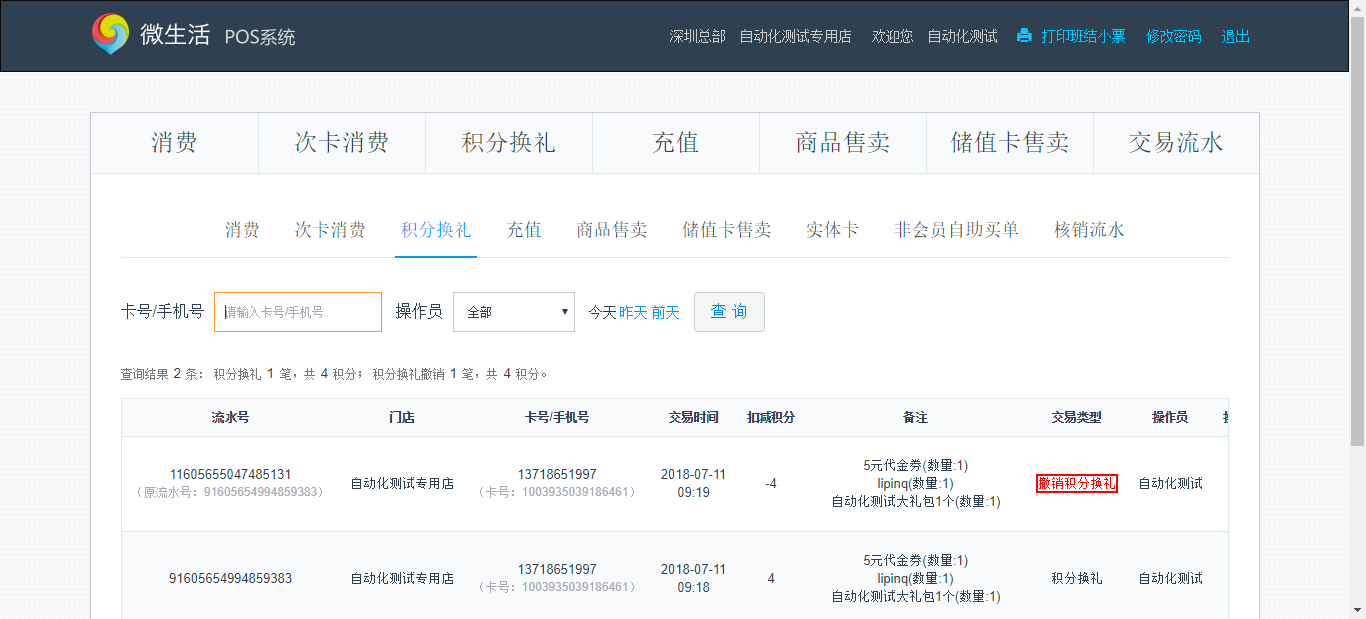 微生活 POS系统 深圳总部 自动化测试专用店 欢迎您 自动化测试 打印班结小票 修改密码 退出
消费 次卡消费 积分换礼 充值 商品售卖 储值卡售卖 交易流水
消费 次卡消费 积分换礼 充值 商品售卖 储值卡售卖 实体卡 非会员自助买单 核销流水
卡号/手机号 请输入卡号/手机号 操作员 全部 今天 昨天 前天 查 询
查询结果 2 条： 积分换礼 1 笔，共 4 积分； 积分换礼撤销 1 笔，共 4 积分。
流水号 门店 卡号/手机号 交易时间 扣减积分 备注 交易类型 操作员
11605655047485131
（原流水号：91605654994859383）
自动化测试专用店
13718651997
（卡号：1003935039186461）
2018-07-11
09:19
-4
5元代金券(数量:1)
lipinq(数量:1)
自动化测试大礼包1个(数量:1)
撤销积分换礼
自动化测试
91605654994859383
自动化测试专用店
13718651997
（卡号：1003935039186461）
2018-07-11
09:18
4
5元代金券(数量:1)
lipinq(数量:1)
自动化测试大礼包1个(数量:1)
积分换礼
自动化测试